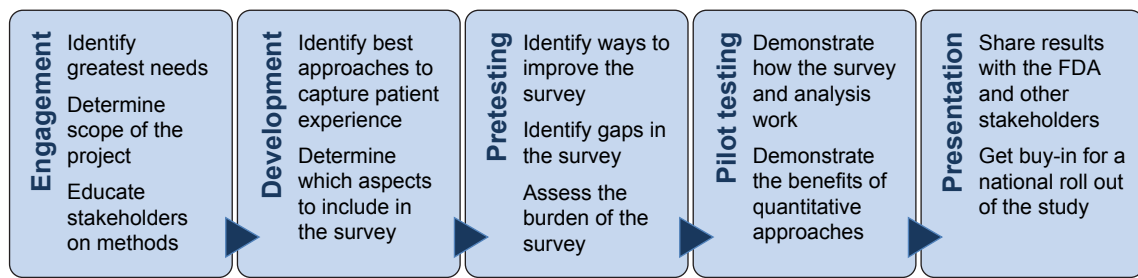 Engagement
Identify
greatest needs
Determine
scope of the
project
Educate
stakeholders
on methods
Development
Identify best
approaches to
capture patient
experience
Determine
which aspects
to include in
the survey
Pretesting
Identify ways to
improve the
survey
Identify gaps in
the survey
Assess the
burden of the
survey
Pilot testing
Demonstrate
how the survey
and analysis
work
Demonstrate
the benefits of
quantitative
approaches
Presentation
Share results
with the FDA
and other
stakeholders
Get buy-in for a
national roll out
of the study